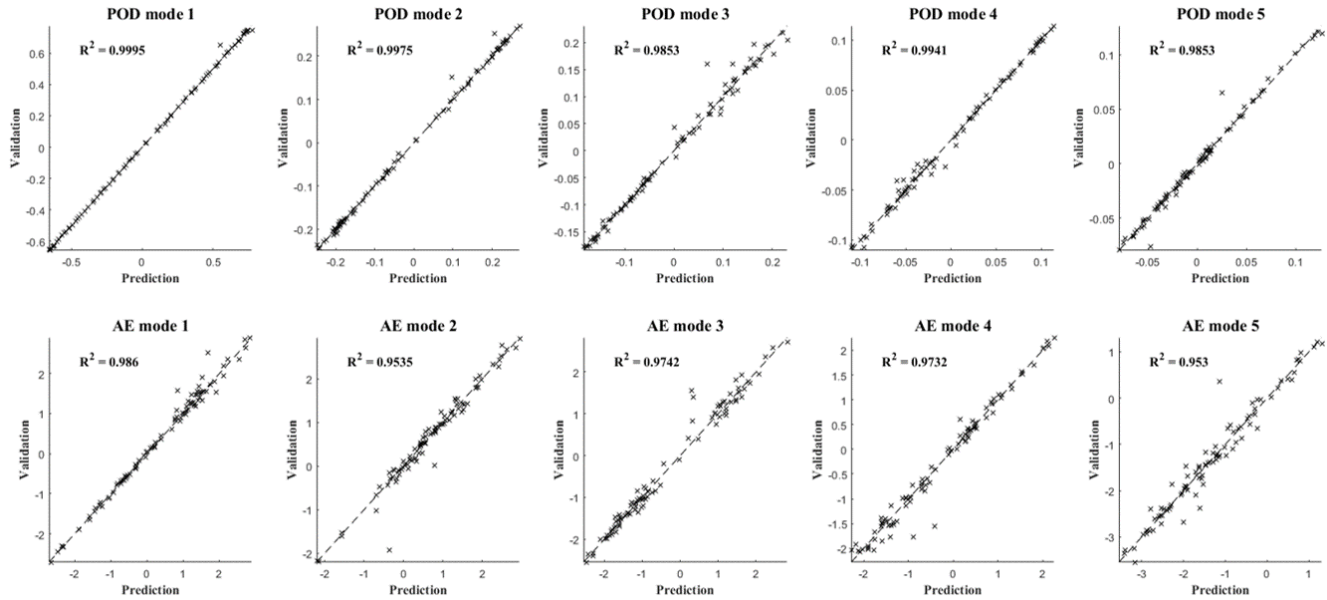 POD mode 1
R² = 0.9995
0.6
0.4
0.2
0
-0.2
-0.4
-0.6
Validation
-0.5 0 0.5
Prediction
POD mode 2
R² = 0.9975
0.2
0.1
0
-0.1
-0.2
Validation
-0.2 -0.1 0 0.1 0.2
Prediction
POD mode 3
R² = 0.9853
0.2
0.15
0.1
0.05
0
-0.05
-0.1
-0.15
Validation
-0.1 0 0.1 0.2
Prediction
POD mode 4
R² = 0.9941
0.1
0.05
0
-0.05
-0.1
Validation
-0.1 -0.05 0 0.05 0.1
Prediction
POD mode 5
R² = 0.9853
0.1
0.05
0
-0.05
Validation
-0.05 0 0.05 0.1
Prediction
AE mode 1
R² = 0.986
2
1
0
-1
-2
Validation
-2 -1 0 1 2
Prediction
AE mode 2
R² = 0.9535
2
1
0
-1
-2
Validation
-2 -1 0 1 2
Prediction
AE mode 3
R² = 0.9742
2
1
0
-1
-2
Validation
-2 -1 0 1 2
Prediction
AE mode 4
R² = 0.9732
2
1.5
1
0.5
0
-0.5
-1
-1.5
-2
Validation
-2 -1 0 1 2
Prediction
AE mode 5
R² = 0.953
1
0
-1
-2
-3
Validation
-3 -2 -1 0 1
Prediction